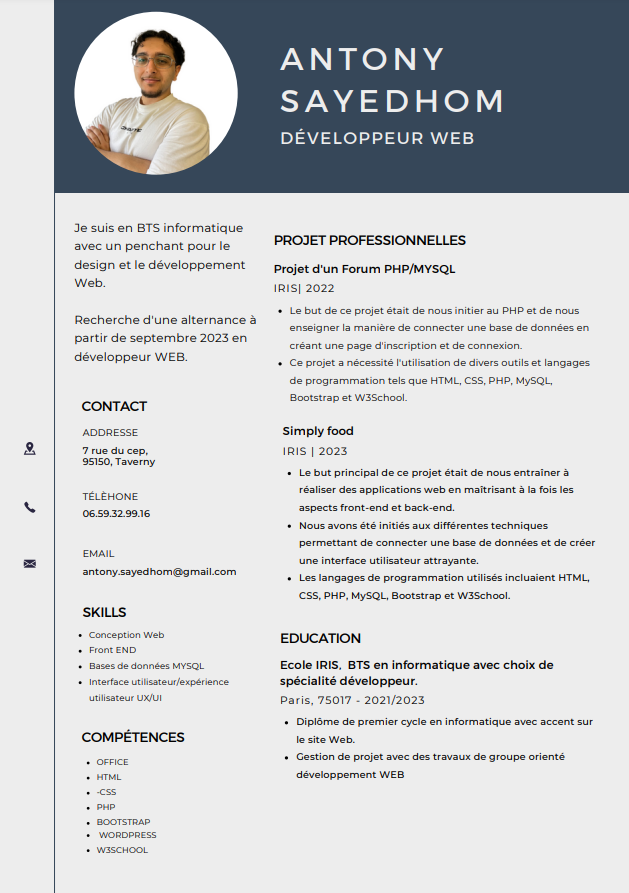 ANTONY
SAYEDHOM
DÉVELOPPEUR WEB
Je suis en BTS informatique
avec un penchant pour le
design et le développement
Web.
Recherche d'une alternance à
partir de septembre 2023 en
développeur WEB.
CONTACT
ADDRESSE
7 rue du cep,
95150, Taverny
TÉLÈHONE
06.59.32.99.16
EMAIL
antony.sayedhom@gmail.com
SKILLS
• Conception Web
• Front END
• Bases de données MYSQL
• Interface utilisateur/expérience
utilisateur UX/UI
COMPÉTENCES
• OFFICE
• HTML
• -CSS
• PHP
• BOOTSTRAP
• WORDPRESS
• W3SCHOOL
PROJET PROFESSIONNELLES
Projet d'un Forum PHP/MYSQL
IRIS| 2022
• Le but de ce projet était de nous initier au PHP et de nous
enseigner la manière de connecter une base de données en
créant une page d'inscription et de connexion.
• Ce projet a nécessité l'utilisation de divers outils et langages
de programmation tels que HTML, CSS, PHP, MySQL,
Bootstrap et W3School.
Simply food
IRIS | 2023
• Le but principal de ce projet était de nous entraîner à
réaliser des applications web en maîtrisant à la fois les
aspects front-end et back-end.
• Nous avons été initiés aux différentes techniques
permettant de connecter une base de données et de créer
une interface utilisateur attrayante.
• Les langages de programmation utilisés incluaient HTML,
CSS, PHP, MySQL, Bootstrap et W3School.
EDUCATION
Ecole IRIS, BTS en informatique avec choix de
spécialité développeur.
Paris, 75017 - 2021/2023
• Diplôme de premier cycle en informatique avec accent sur
le site Web.
• Gestion de projet avec des travaux de groupe orienté
développement WEB